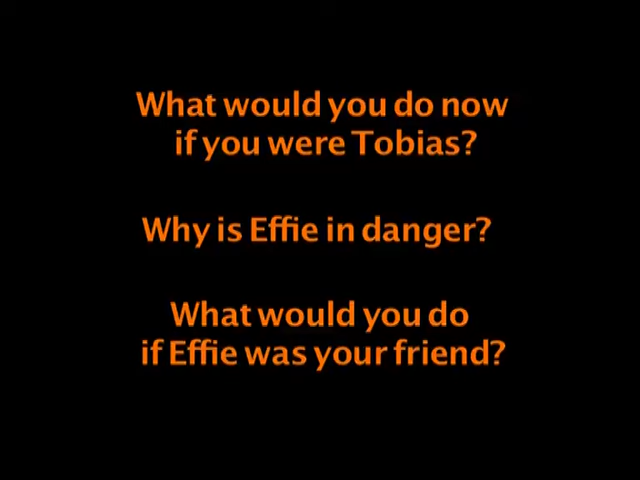 What would you do now
if you were Tobias?
Why is Effie in danger?
What would you do
if Effie was your friend?